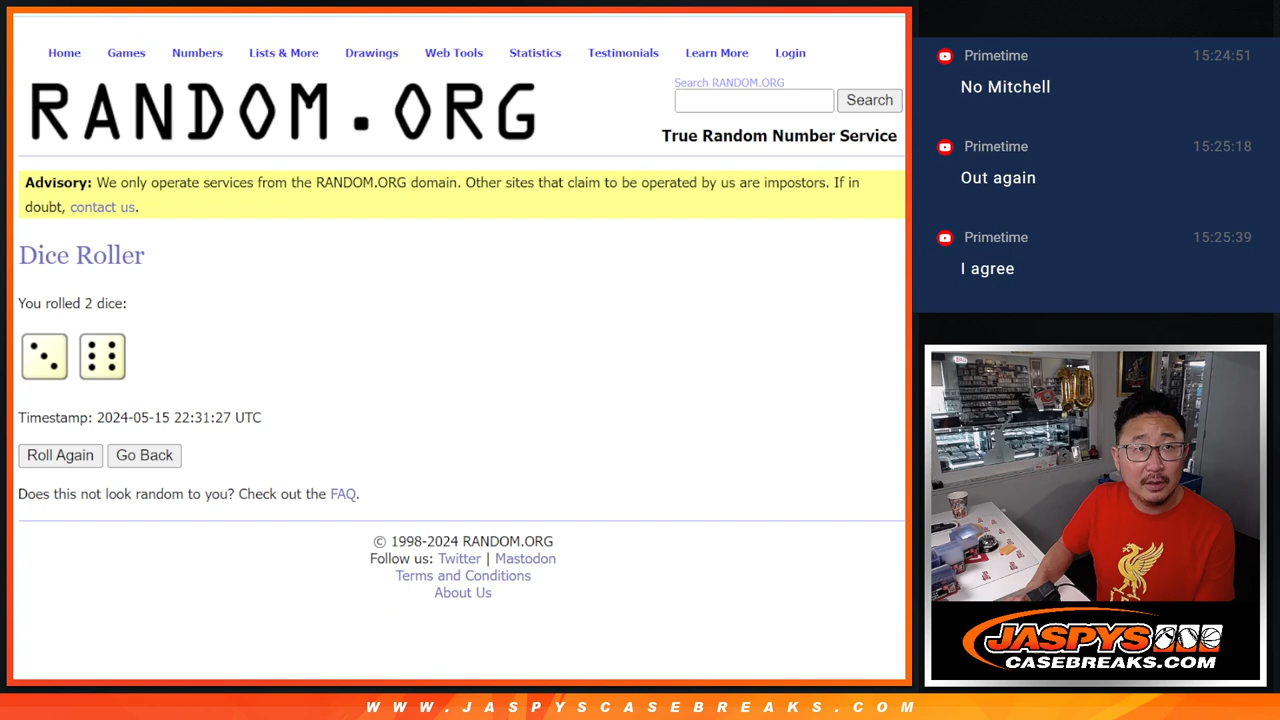 Home Games Numbers Lists & More Drawings Web Tools Statistics Testimonials Learn More Login
RANDOM.ORG
Search RANDOM.ORG
Search
True Random Number Service
Advisory: We only operate services from the RANDOM.ORG domain. Other sites that claim to be operated by us are impostors. If in
doubt, contact us.
Dice Roller
You rolled 2 dice:
Timestamp: 2024-05-15 22:31:27 UTC
Roll Again Go Back
Does this not look random to you? Check out the FAQ.
© 1998-2024 RANDOM.ORG
Follow us: Twitter | Mastodon
Terms and Conditions
About Us
Primetime 15:24:51
No Mitchell
Primetime 15:25:18
Out again
Primetime 15:25:39
I agree
10
JASPYS
CASEBREAKS.COM
WWW.JASPYSCASEBREAKS.COM